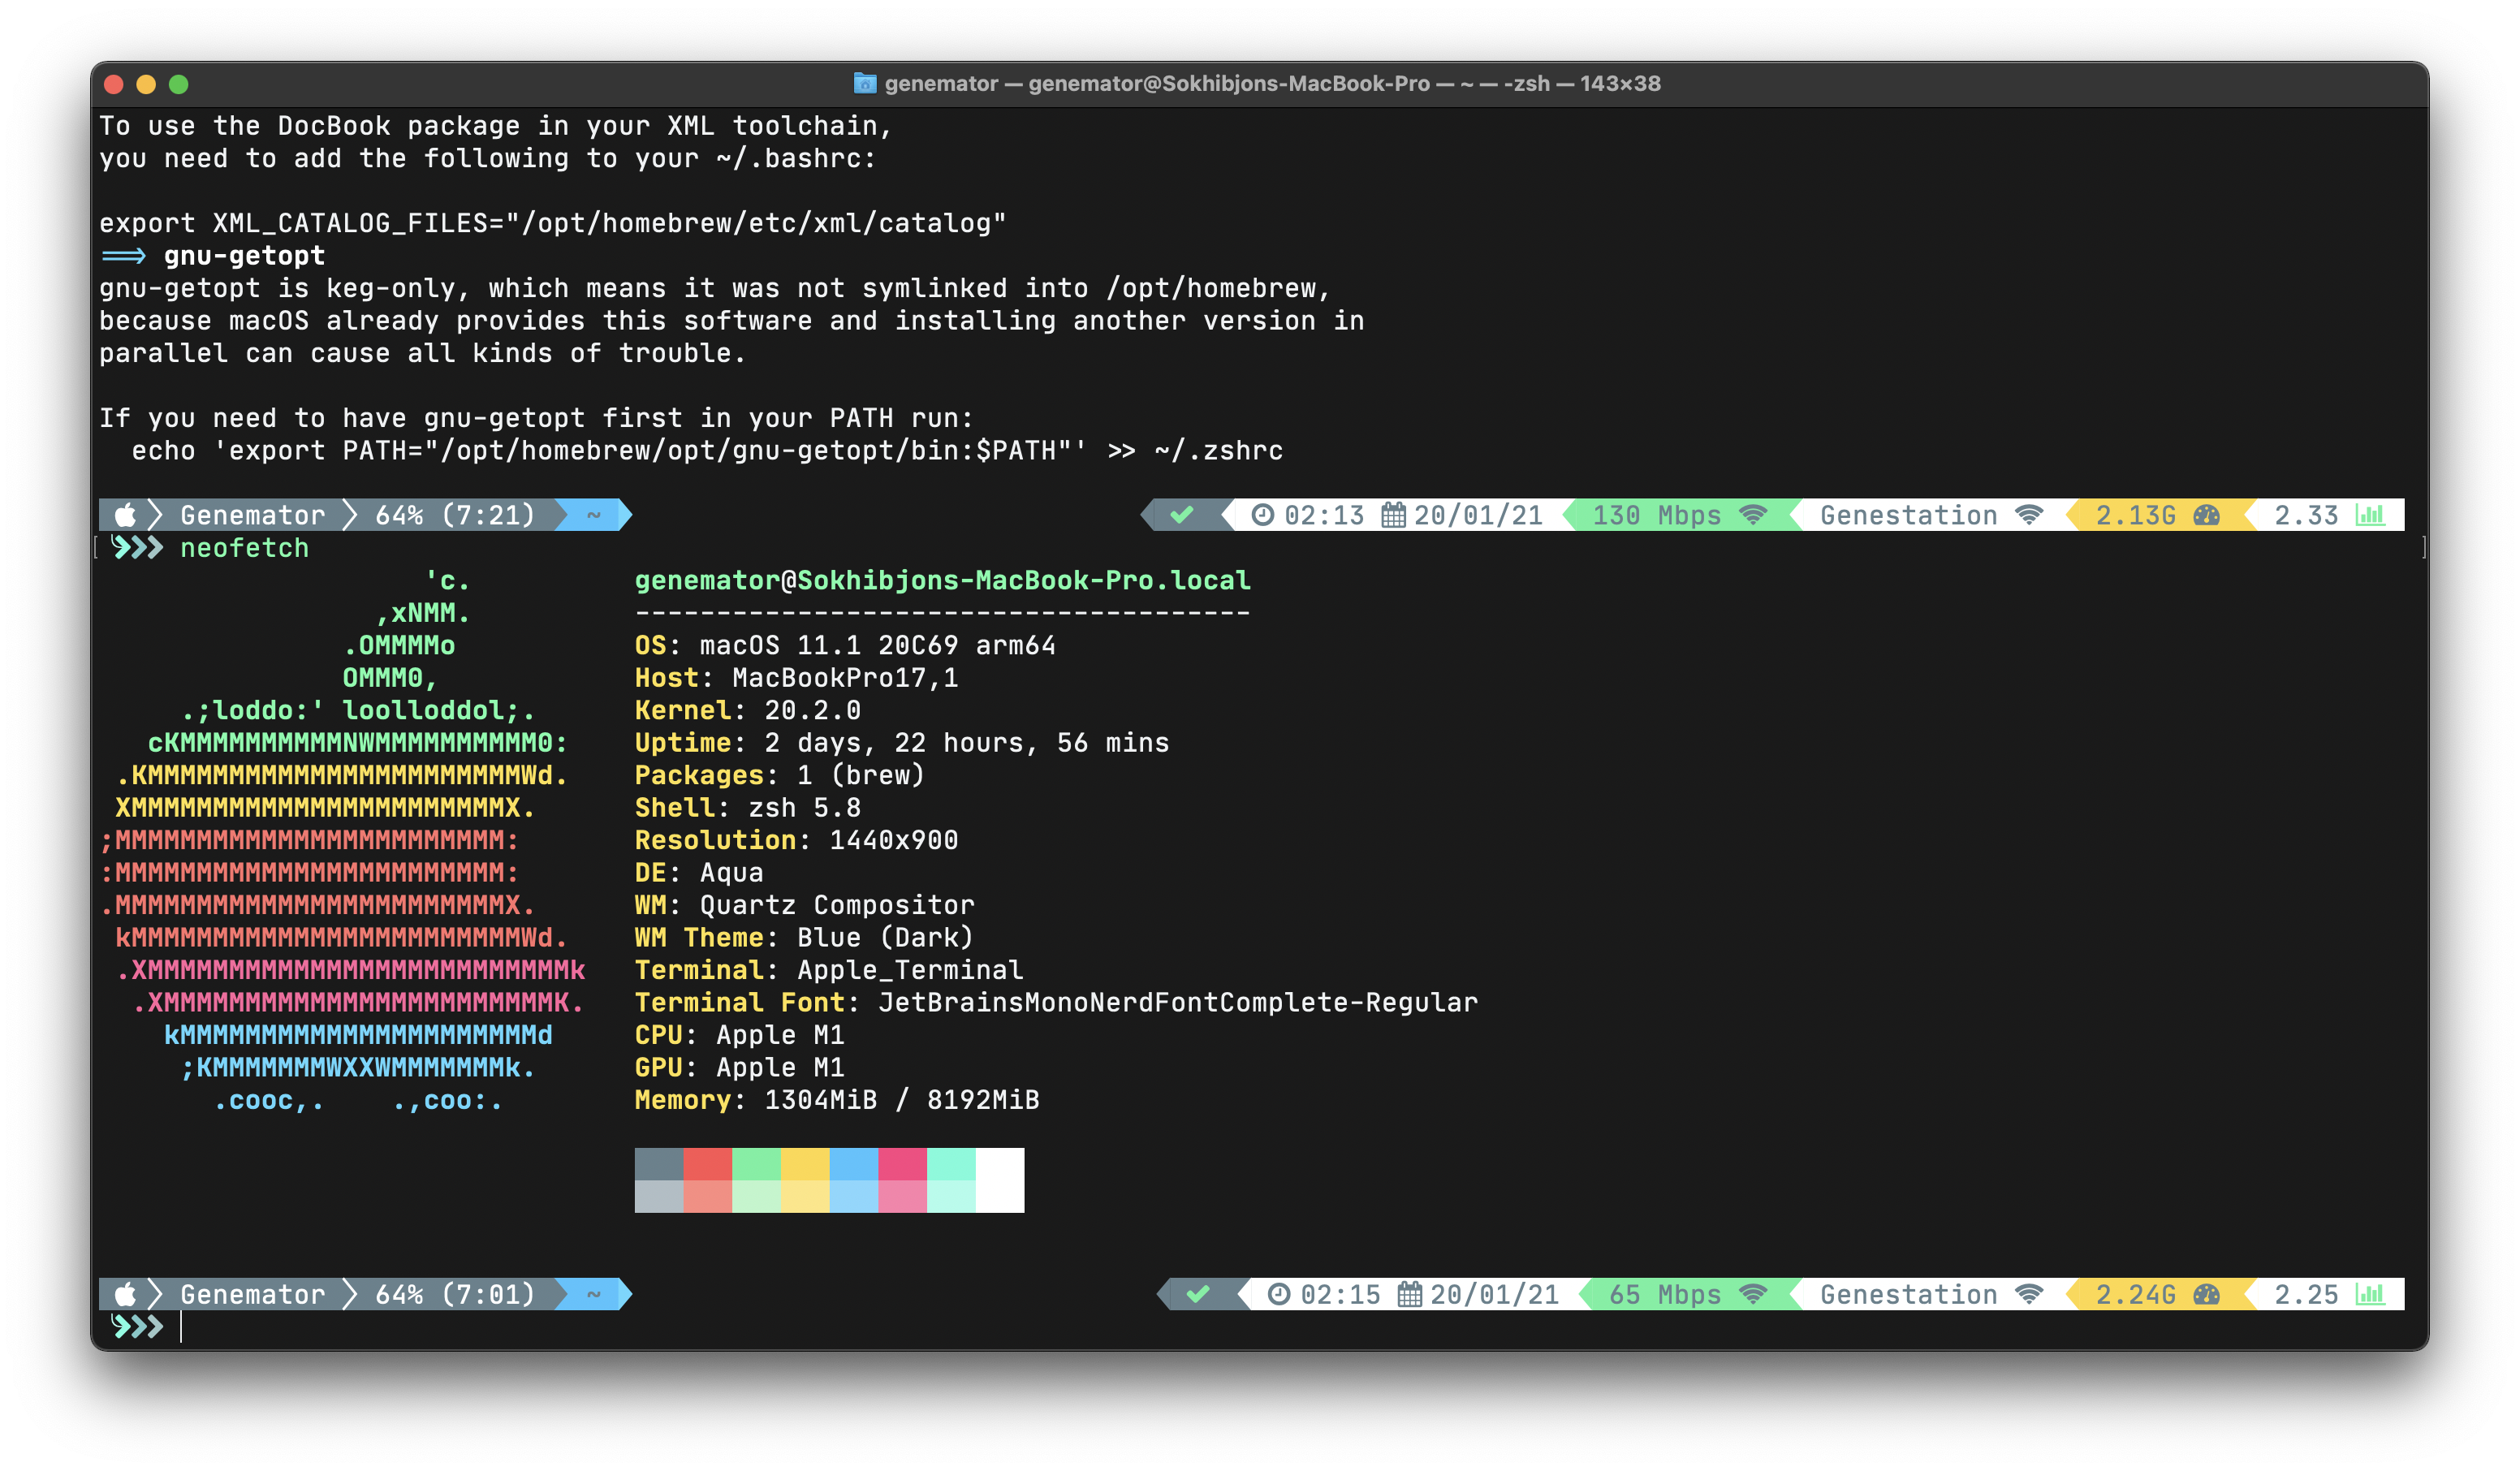 genemator — genemator@Sokhibjons-MacBook-Pro — ~ — -zsh — 143×38
To use the DocBook package in your XML toolchain,
you need to add the following to your ~/.bashrc:
export XML_CATALOG_FILES="/opt/homebrew/etc/xml/catalog"
==> gnu-getopt
gnu-getopt is keg-only, which means it was not symlinked into /opt/homebrew,
because macOS already provides this software and installing another version in
parallel can cause all kinds of trouble.
If you need to have gnu-getopt first in your PATH run:
  echo 'export PATH="/opt/homebrew/opt/gnu-getopt/bin:$PATH"' >> ~/.zshrc
Genemator 64% (7:21) ~ 02:13 20/01/21 130 Mbps Genestation 2.13G 2.33
neofetch
'c. genemator@Sokhibjons-MacBook-Pro.local
,xNMM. --------------------------------------
.OMMMMo OS: macOS 11.1 20C69 arm64
OMMM0, Host: MacBookPro17,1
.;loddo:' loolloddol;. Kernel: 20.2.0
cKMMMMMMMMMMNWMMMMMMMMMM0: Uptime: 2 days, 22 hours, 56 mins
.KMMMMMMMMMMMMMMMMMMMMMMMWd. Packages: 1 (brew)
XMMMMMMMMMMMMMMMMMMMMMMMX. Shell: zsh 5.8
;MMMMMMMMMMMMMMMMMMMMMMMM: Resolution: 1440x900
:MMMMMMMMMMMMMMMMMMMMMMMM: DE: Aqua
.MMMMMMMMMMMMMMMMMMMMMMMMX. WM: Quartz Compositor
kMMMMMMMMMMMMMMMMMMMMMMMMWd. WM Theme: Blue (Dark)
.XMMMMMMMMMMMMMMMMMMMMMMMMMMk Terminal: Apple_Terminal
.XMMMMMMMMMMMMMMMMMMMMMMMMK. Terminal Font: JetBrainsMonoNerdFontComplete-Regular
kMMMMMMMMMMMMMMMMMMMMMMd CPU: Apple M1
;KMMMMMMMWXXWMMMMMMMk. GPU: Apple M1
.cooc,. .,coo:. Memory: 1304MiB / 8192MiB
Genemator 64% (7:01) ~ 02:15 20/01/21 65 Mbps Genestation 2.24G 2.25